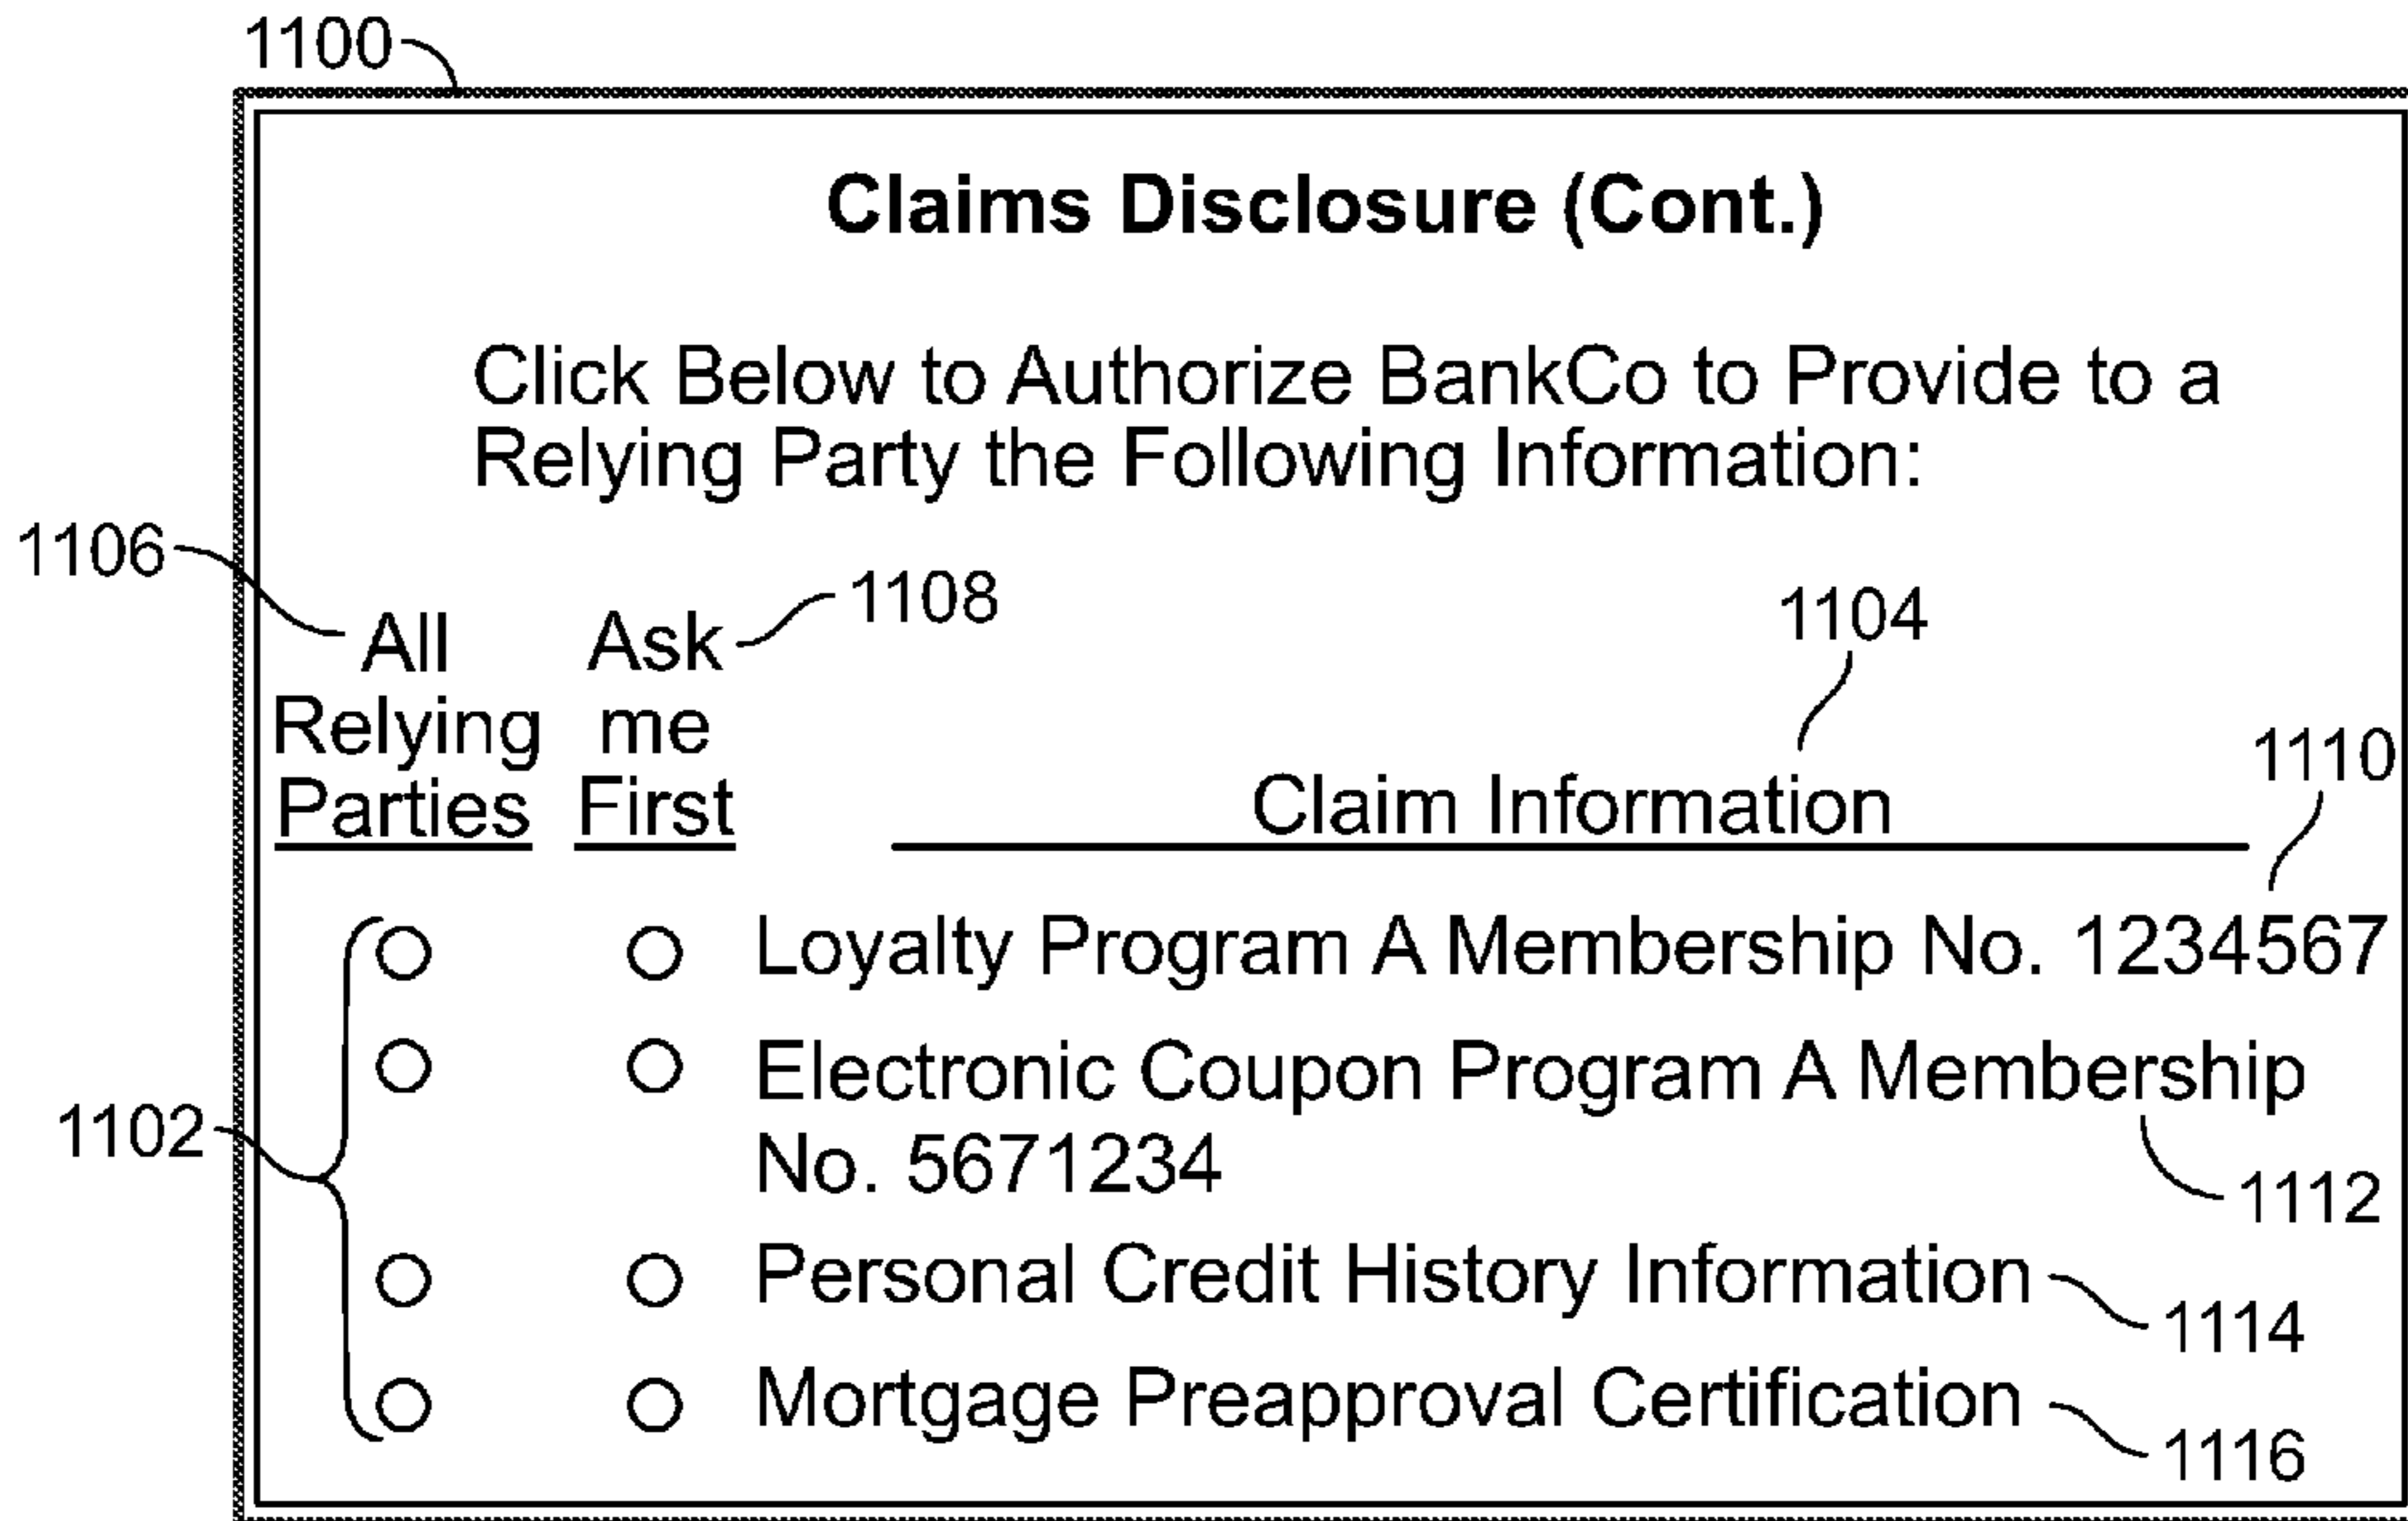 1100
Claims Disclosure (Cont.)
Click Below to Authorize BankCo to Provide to a
Relying Party the Following Information:
1106
1108
1104
All Ask
Relying me
1110
Parties First Claim Information
Loyalty Program A Membership No. 1234567
Electronic Coupon Program A Membership
1102
No. 5671234
1112
Personal Credit History Information
1114
Mortgage Preapproval Certification
1116